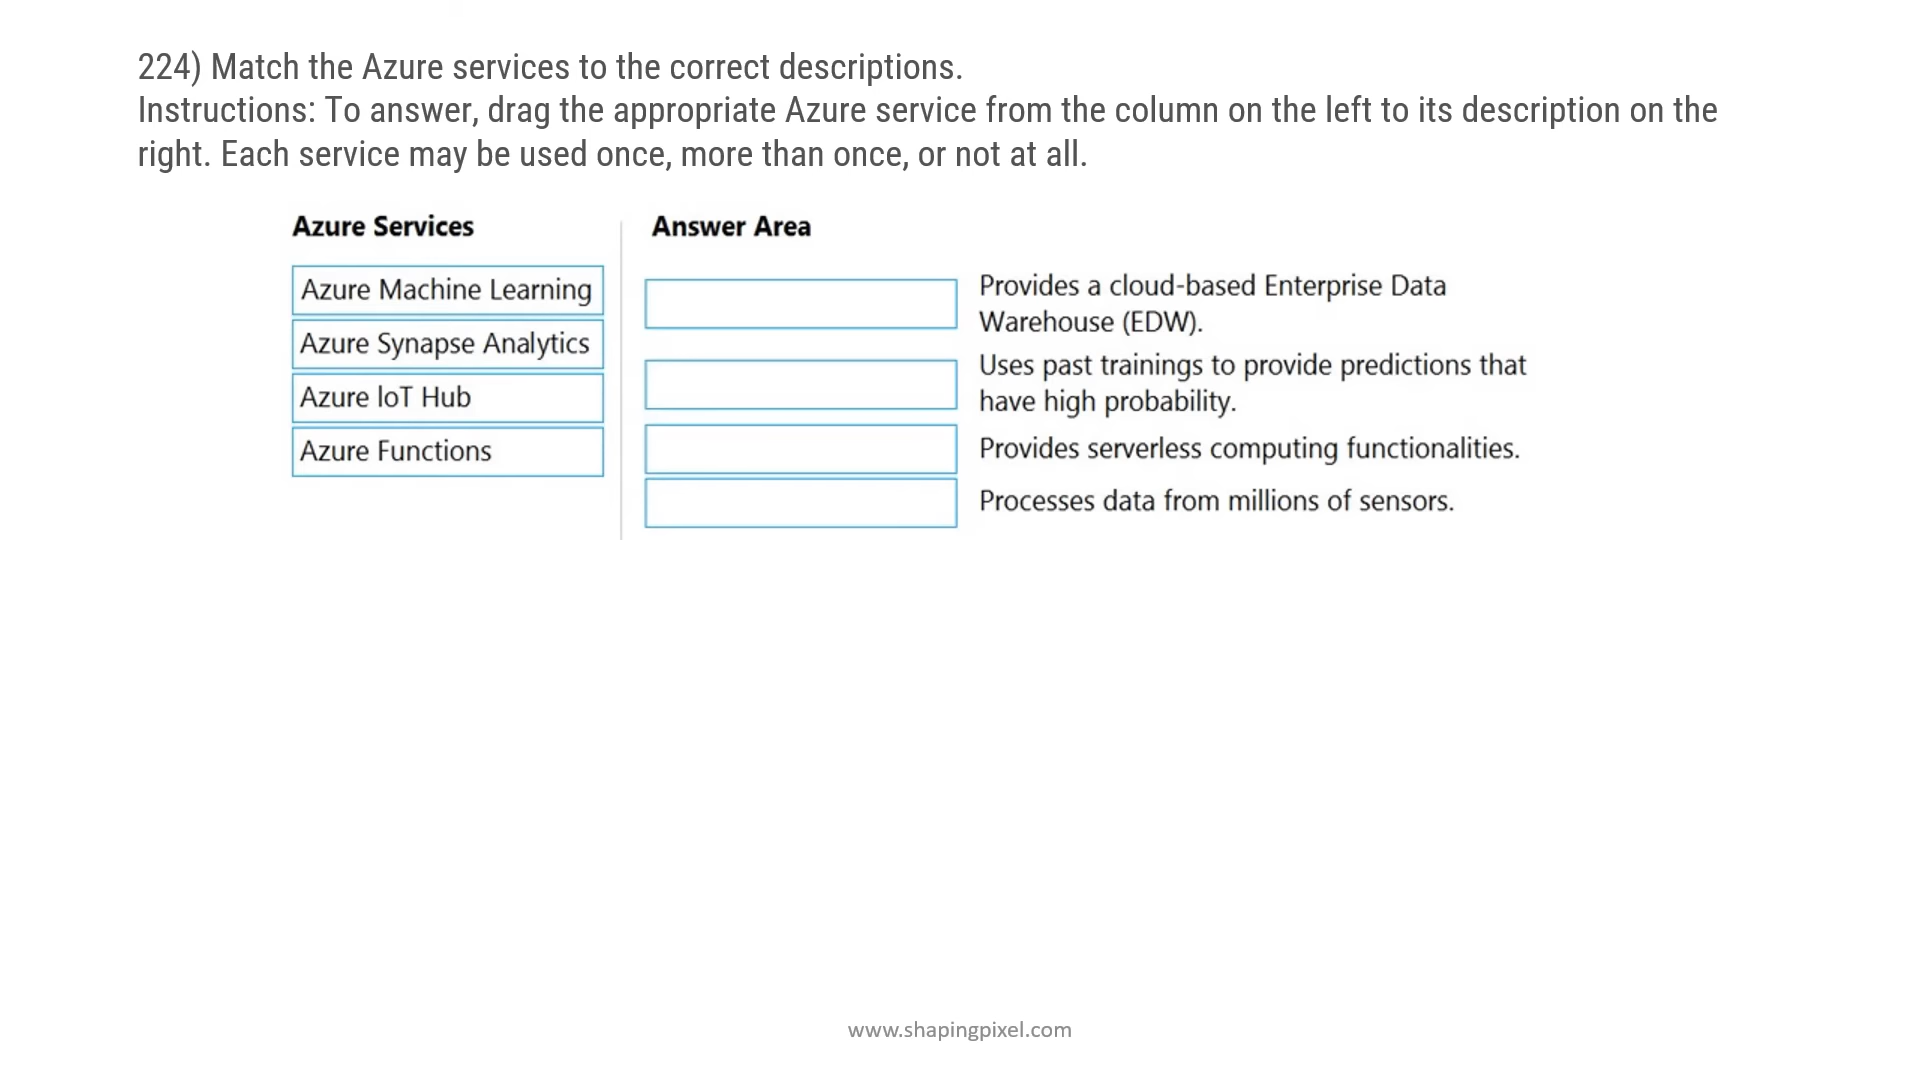 224) Match the Azure services to the correct descriptions.
Instructions: To answer, drag the appropriate Azure service from the column on the left to its description on the
right. Each service may be used once, more than once, or not at all.
Azure Services
Answer Area
Azure Machine Learning
Azure Synapse Analytics
Azure IoT Hub
Azure Functions
Provides a cloud-based Enterprise Data
Warehouse (EDW).
Uses past trainings to provide predictions that
have high probability.
Provides serverless computing functionalities.
Processes data from millions of sensors.
www.shapingpixel.com